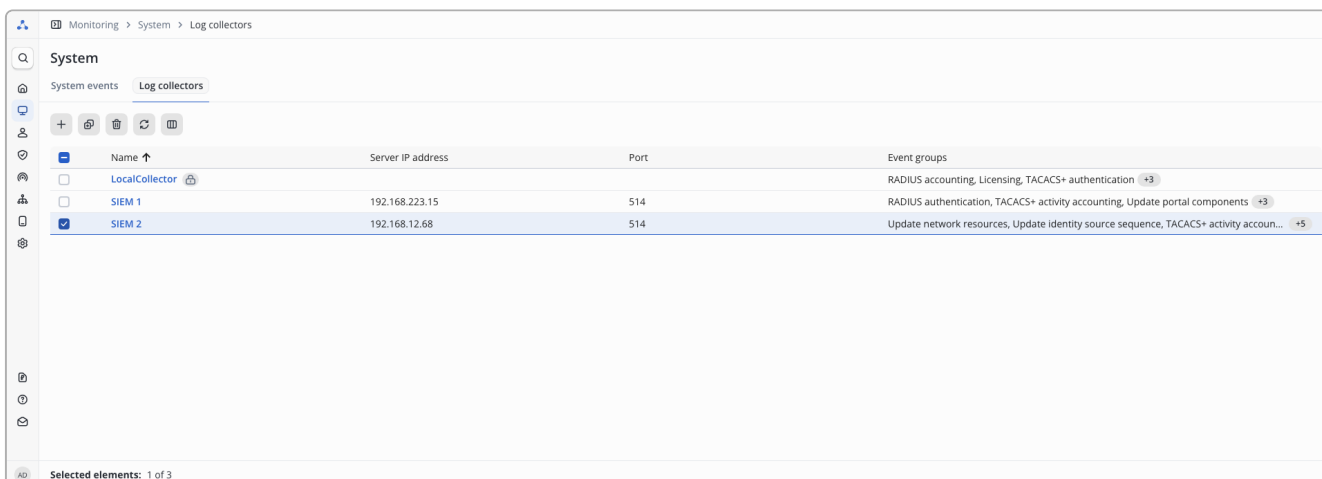 Monitoring > System > Log collectors
System
System events Log collectors
Name ↑ Server IP address Port Event groups
LocalCollector RADIUS accounting, Licensing, TACACS+ authentication +3
SIEM 1 192.168.223.15 514 RADIUS authentication, TACACS+ activity accounting, Update portal components +3
SIEM 2 192.168.12.68 514 Update network resources, Update identity source sequence, TACACS+ activity accoun... +5
AD Selected elements: 1 of 3